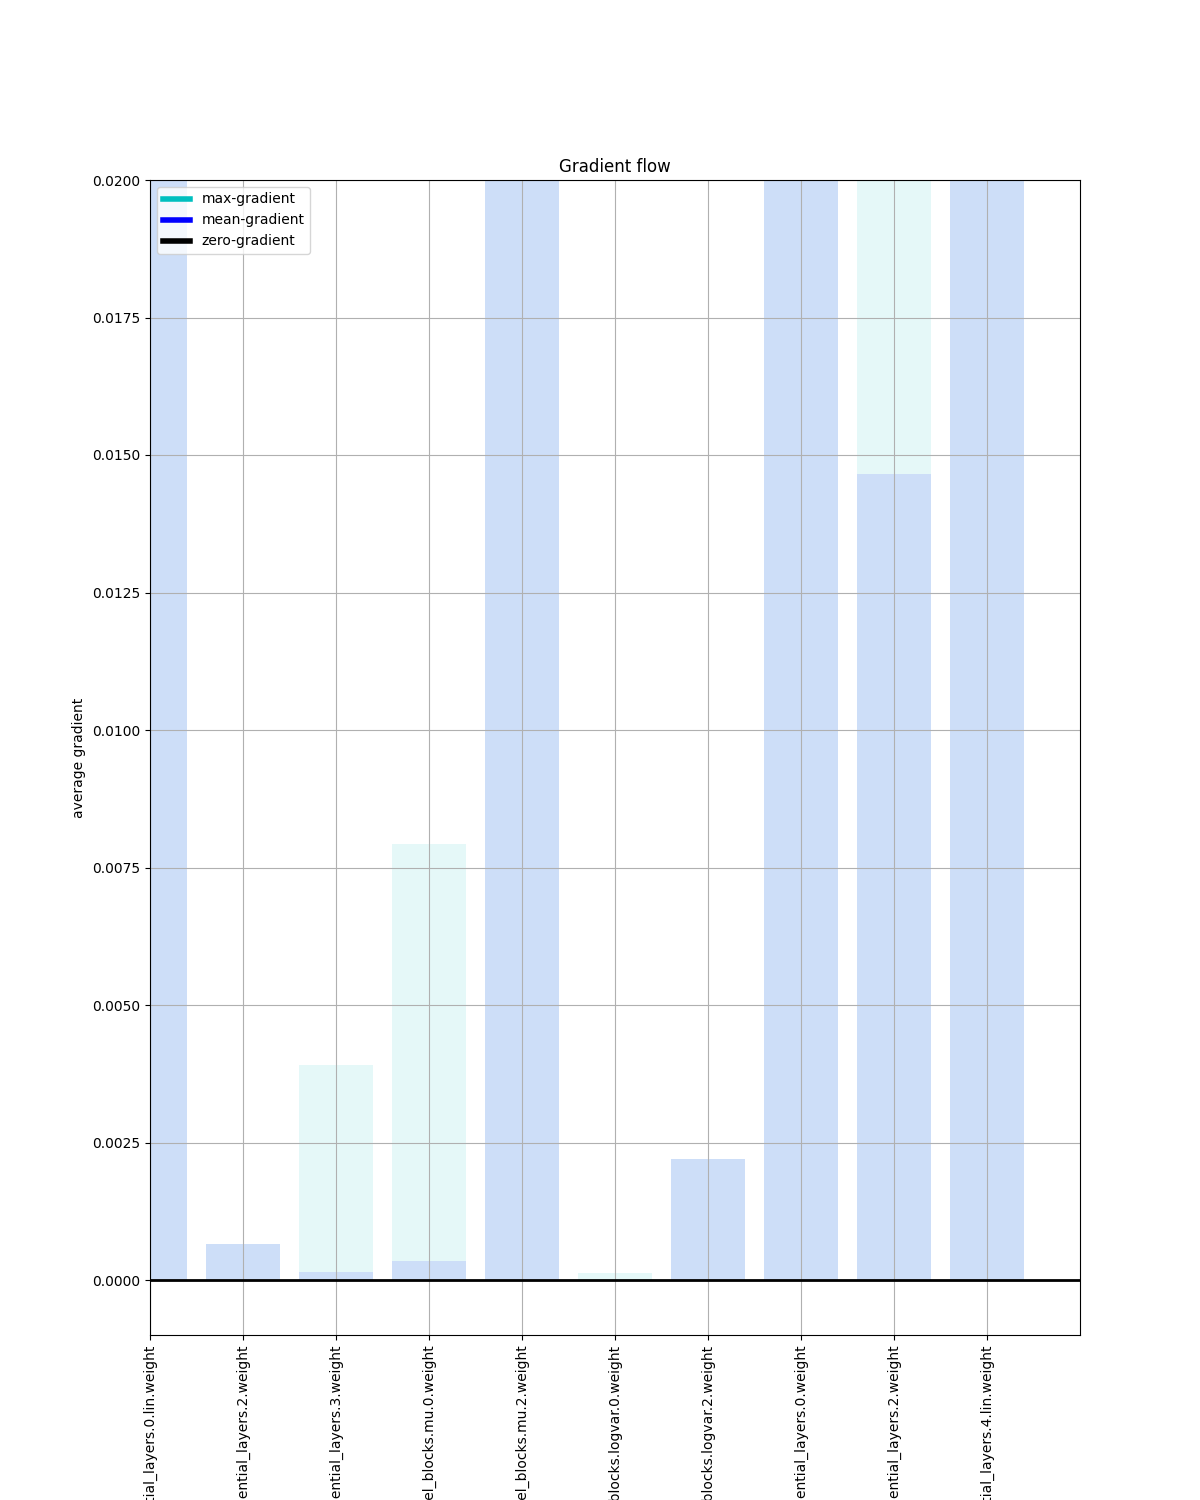 Gradient flow
max-gradient
mean-gradient
zero-gradient
average gradient
0.0200
0.0175
0.0150
0.0125
0.0100
0.0075
0.0050
0.0025
0.0000
tial_layers.0.lin.weight
ential_layers.2.weight
ential_layers.3.weight
el_blocks.mu.0.weight
el_blocks.mu.2.weight
blocks.logvar.0.weight
blocks.logvar.2.weight
ential_layers.0.weight
ential_layers.2.weight
tial_layers.4.lin.weight